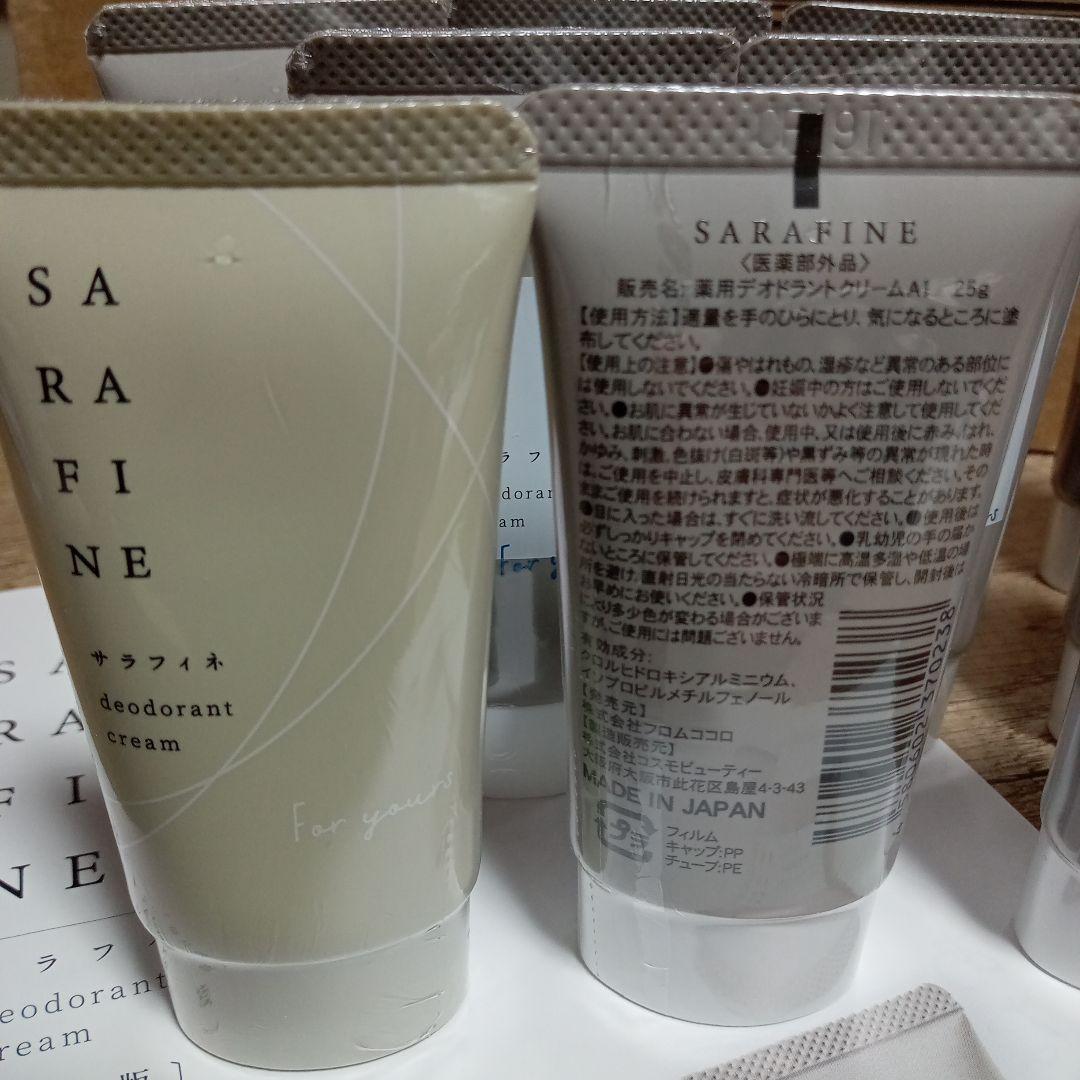 SA
RA
FI
NE
サラフィネ
deodorant
cream
For yours
SARAFINE
〈医薬部外品〉
販売名:薬用デオドラントクリームA1 25g
【使用方法】適量を手のひらにとり、気になるところに塗
布してください。
【使用上の注意】●傷やはれもの、湿疹など異常のある部位
には使用しないでください。●妊娠中の方はご使用しないでくだ
さい。●お肌に異常が生じていないかよく注意して使用してくだ
さい。お肌に合わない場合、使用中、又は使用後に赤み、はれ、
かゆみ、刺激、色抜け(白斑等)や黒ずみ等の異常が現れた時
は、ご使用を中止し、皮膚科専門医等へご相談ください。その
ままご使用を続けられますと、症状が悪化することがあります。
●目に入った場合は、すぐに洗い流してください。●使用後は
必ずしっかりキャップを閉めてください。●乳幼児の手の届か
ないところに保管してください。●極端に高温多湿や低温の場
所を避け、直射日光の当たらない冷暗所で保管し、開封後は
お早めにお使いください。●保管状況
により多少色が変わる場合がございま
すが、ご使用には問題ございません。
有効成分:
クロルヒドロキシアルミニウム、
イソプロピルメチルフェノール
【発売元】
株式会社フロムココロ
【製造販売元】
株式会社コスモビューティー
大阪府大阪市此花区島屋4-3-43
MADE IN JAPAN
プラ
フィルム
キャップ:PP
チューブ:PE
4580602370238
SA
RA
FI
NE
ラフィ
deodorant
cream
版]
ラフ
dorant
am
For y